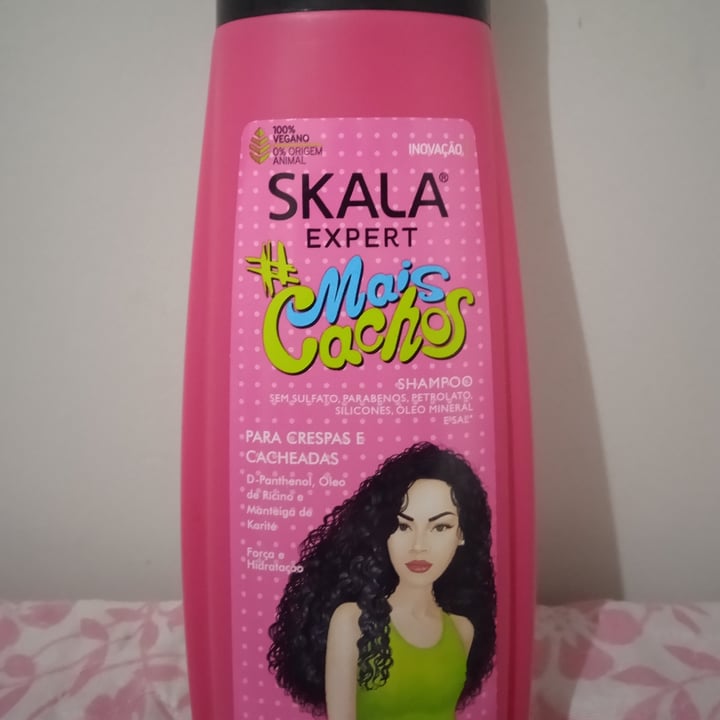 100%
VEGANO
0% ORIGEM
ANIMAL
INOVAÇÃO
SKALA®
EXPERT
#Mais
Cachos
SHAMPOO
SEM SULFATO, PARABENOS, PETROLATO,
SILICONES, ÓLEO MINERAL
E SAL*
PARA CRESPAS E
CACHEADAS
D-Panthenol, Óleo
de Rícino e
Manteiga de
Karité
Força e
Hidratação